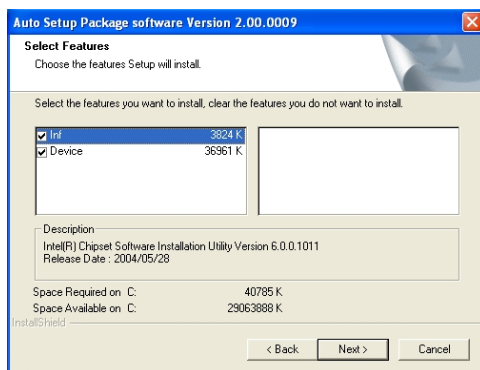 Auto Setup Package software Version 2.00.0009
Select Features
Choose the features Setup will install.
Select the features you want to install, clear the features you do not want to install.
Inf 3824 K
Device 36961 K
Description
Intel(R) Chipset Software Installation Utility Version 6.0.0.1011
Release Date : 2004/05/28
Space Required on C: 40785 K
Space Available on C: 29063888 K
InstallShield
< Back Next > Cancel